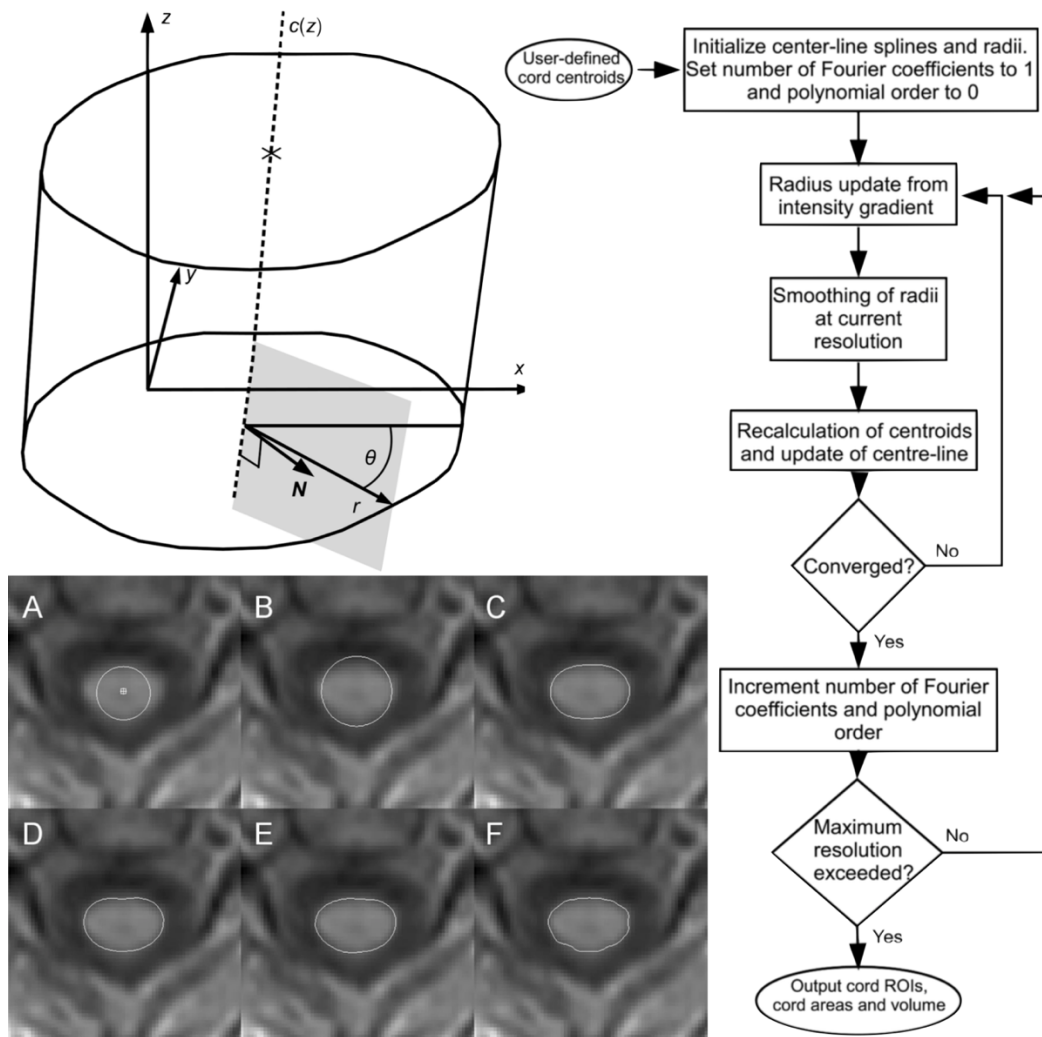 z
c(z)
y
x
θ
N
r
User-defined
cord centroids
Initialize center-line splines and radii.
Set number of Fourier coefficients to 1
and polynomial order to 0
Radius update from
intensity gradient
Smoothing of radii
at current
resolution
Recalculation of centroids
and update of centre-line
Converged?
No
Yes
Increment number of Fourier
coefficients and polynomial
order
Maximum
resolution
exceeded?
No
Yes
Output cord ROIs,
cord areas and volume
A
B
C
D
E
F